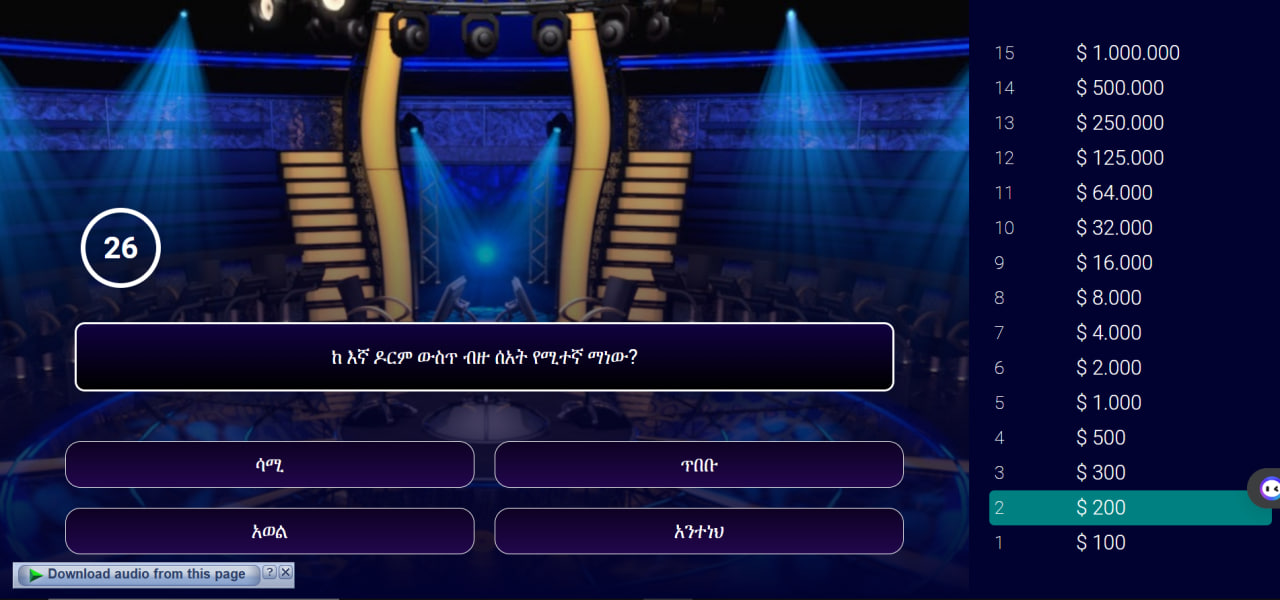 26
ከ እኛ ዶርም ውስጥ ብዙ ሰአት የሚተኛ ማነው?
ሳሚ
ጥበቡ
አወል
አንተነህ
Download audio from this page
? X
15 $ 1.000.000
14 $ 500.000
13 $ 250.000
12 $ 125.000
11 $ 64.000
10 $ 32.000
9 $ 16.000
8 $ 8.000
7 $ 4.000
6 $ 2.000
5 $ 1.000
4 $ 500
3 $ 300
2 $ 200
1 $ 100